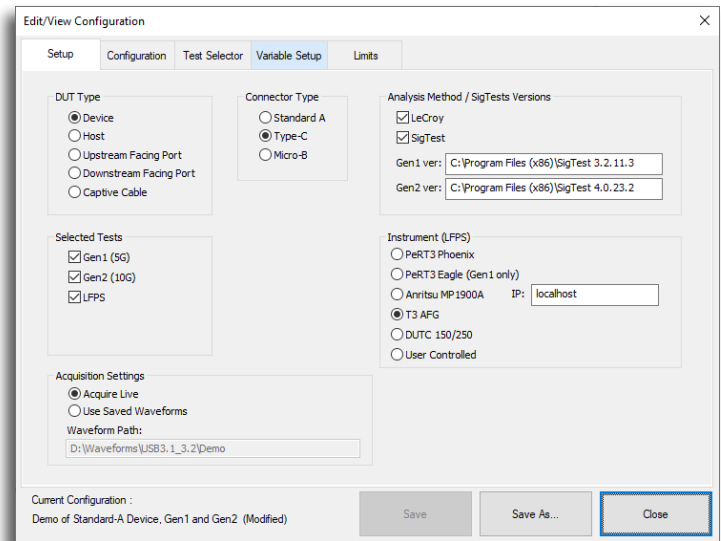 Edit/View Configuration
Setup
Configuration
Test Selector
Variable Setup
Limits
DUT Type
Device
Host
Upstream Facing Port
Downstream Facing Port
Captive Cable
Connector Type
Standard A
Type-C
Micro-B
Analysis Method / SigTests Versions
LeCroy
SigTest
Gen1 ver: C:\Program Files (x86)\SigTest 3.2.11.3
Gen2 ver: C:\Program Files (x86)\SigTest 4.0.23.2
Selected Tests
Gen1 (5G)
Gen2 (10G)
LFPS
Instrument (LFPS)
PeRT3 Phoenix
PeRT3 Eagle (Gen1 only)
Anritsu MP1900A IP: localhost
T3 AFG
DUTC 150/250
User Controlled
Acquisition Settings
Acquire Live
Use Saved Waveforms
Waveform Path:
D:\Waveforms\USB3.1_3.2\Demo
Current Configuration :
Demo of Standard-A Device, Gen1 and Gen2 (Modified)
Save
Save As...
Close